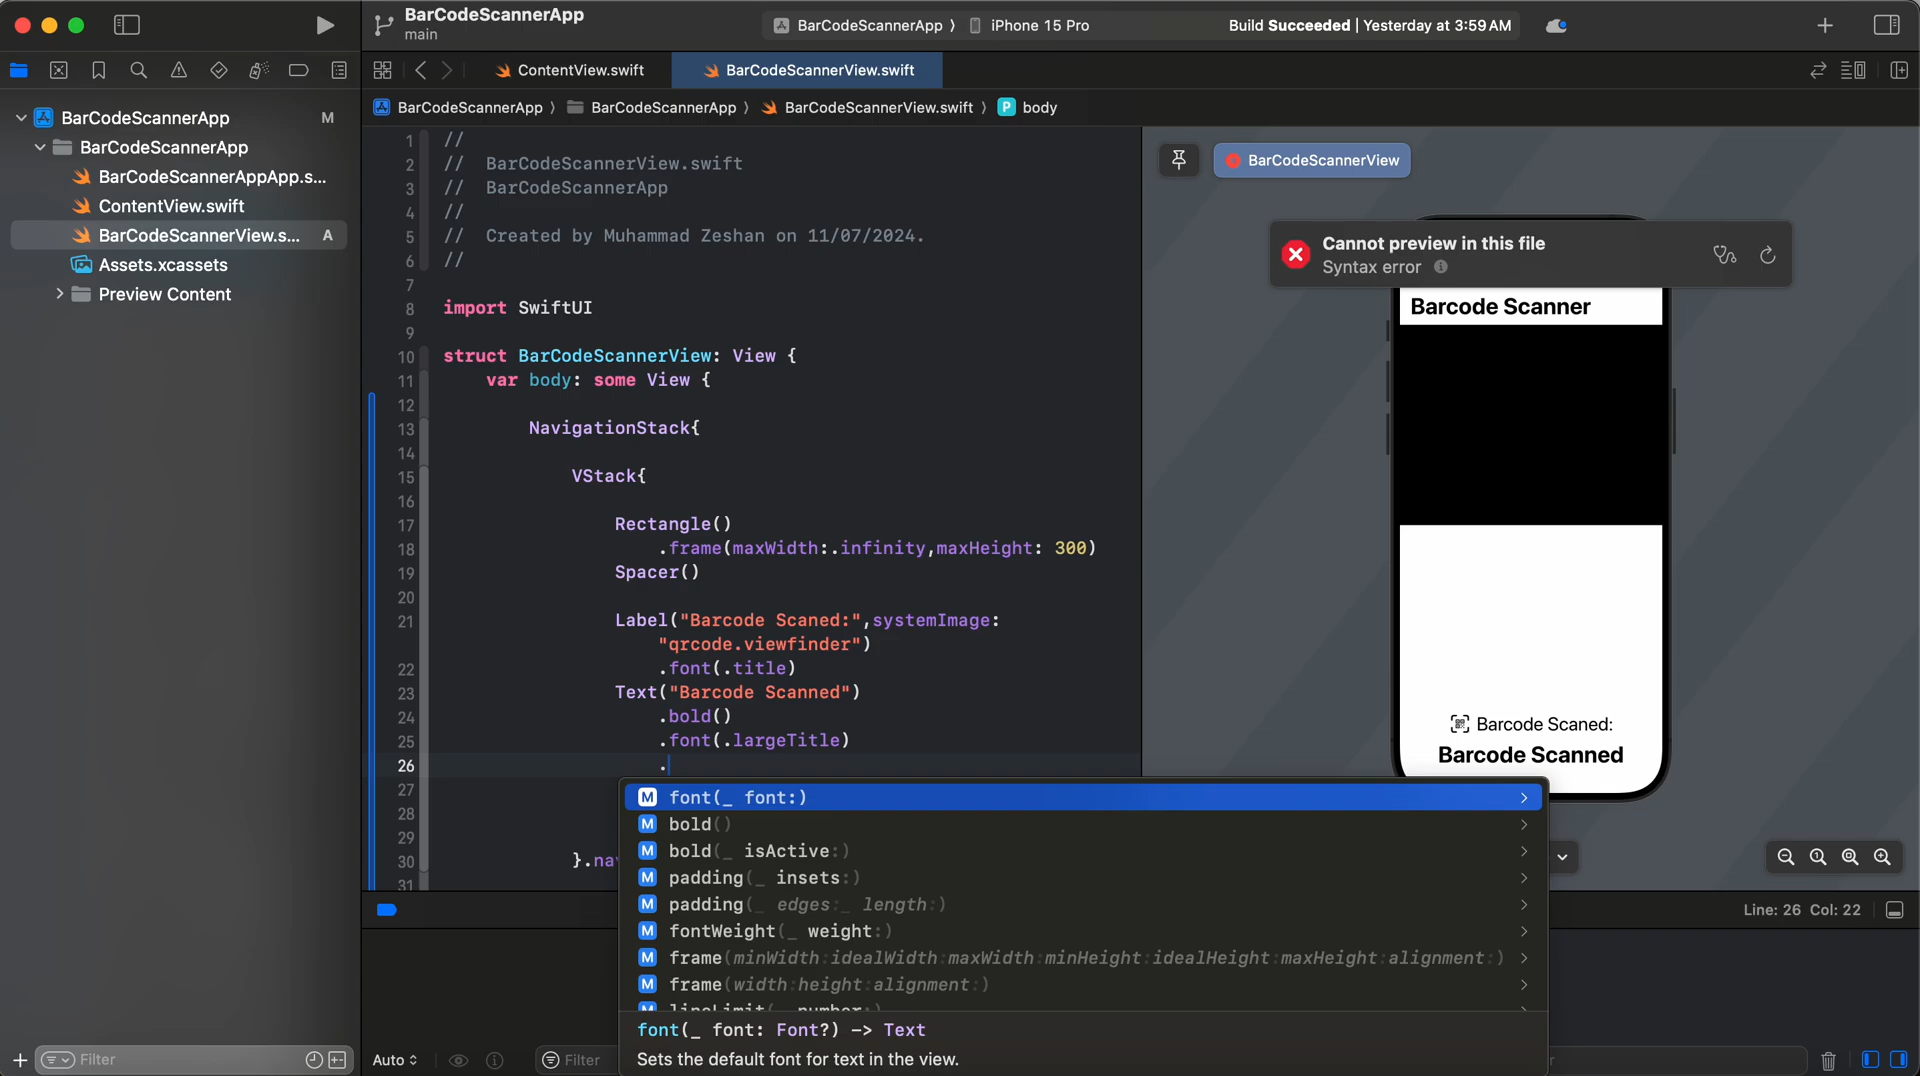 BarCodeScannerApp
main
BarCodeScannerApp ⟩ iPhone 15 Pro
Build Succeeded | Yesterday at 3:59 AM
ContentView.swift
BarCodeScannerView.swift
BarCodeScannerApp ⟩ BarCodeScannerApp ⟩ BarCodeScannerView.swift ⟩ P body
BarCodeScannerApp M
BarCodeScannerApp
BarCodeScannerAppApp.s...
ContentView.swift
BarCodeScannerView.s... A
Assets.xcassets
Preview Content
Filter
1 //
2 // BarCodeScannerView.swift
3 // BarCodeScannerApp
4 //
5 // Created by Muhammad Zeshan on 11/07/2024.
6 //
7
8 import SwiftUI
9
10 struct BarCodeScannerView: View {
11 var body: some View {
12
13 NavigationStack{
14
15 VStack{
16
17 Rectangle()
18 .frame(maxWidth:.infinity,maxHeight: 300)
19 Spacer()
20
21 Label("Barcode Scaned:",systemImage:
"qrcode.viewfinder")
22 .font(.title)
23 Text("Barcode Scanned")
24 .bold()
25 .font(.largeTitle)
26 .
27
28
29
30 }.na
31
M font(_ font:)
M bold()
M bold(_ isActive:)
M padding(_ insets:)
M padding(_ edges:_ length:)
M fontWeight(_ weight:)
M frame(minWidth:idealWidth:maxWidth:minHeight:idealHeight:maxHeight:alignment:)
M frame(width:height:alignment:)
M lineLimit(_ number:)
font(_ font: Font?) -> Text
Sets the default font for text in the view.
BarCodeScannerView
Cannot preview in this file
Syntax error
Barcode Scanner
Barcode Scaned:
Barcode Scanned
Line: 26 Col: 22
Auto
Filter